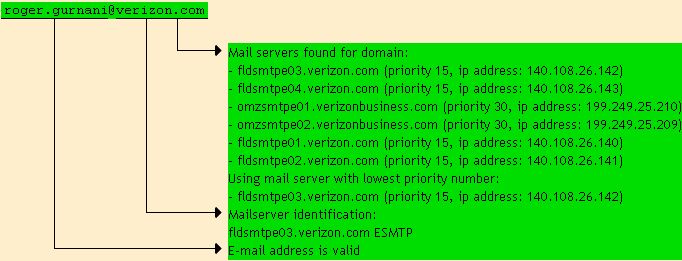 roger.gurnani@verizon.com
Mail servers found for domain:
- fldsmtpe03.verizon.com (priority 15, ip address: 140.108.26.142)
- fldsmtpe04.verizon.com (priority 15, ip address: 140.108.26.143)
- omzsmtpe01.verizonbusiness.com (priority 30, ip address: 199.249.25.210)
- omzsmtpe02.verizonbusiness.com (priority 30, ip address: 199.249.25.209)
- fldsmtpe01.verizon.com (priority 15, ip address: 140.108.26.140)
- fldsmtpe02.verizon.com (priority 15, ip address: 140.108.26.141)
Using mail server with lowest priority number:
- fldsmtpe03.verizon.com (priority 15, ip address: 140.108.26.142)
Mailserver identification:
fldsmtpe03.verizon.com ESMTP
E-mail address is valid